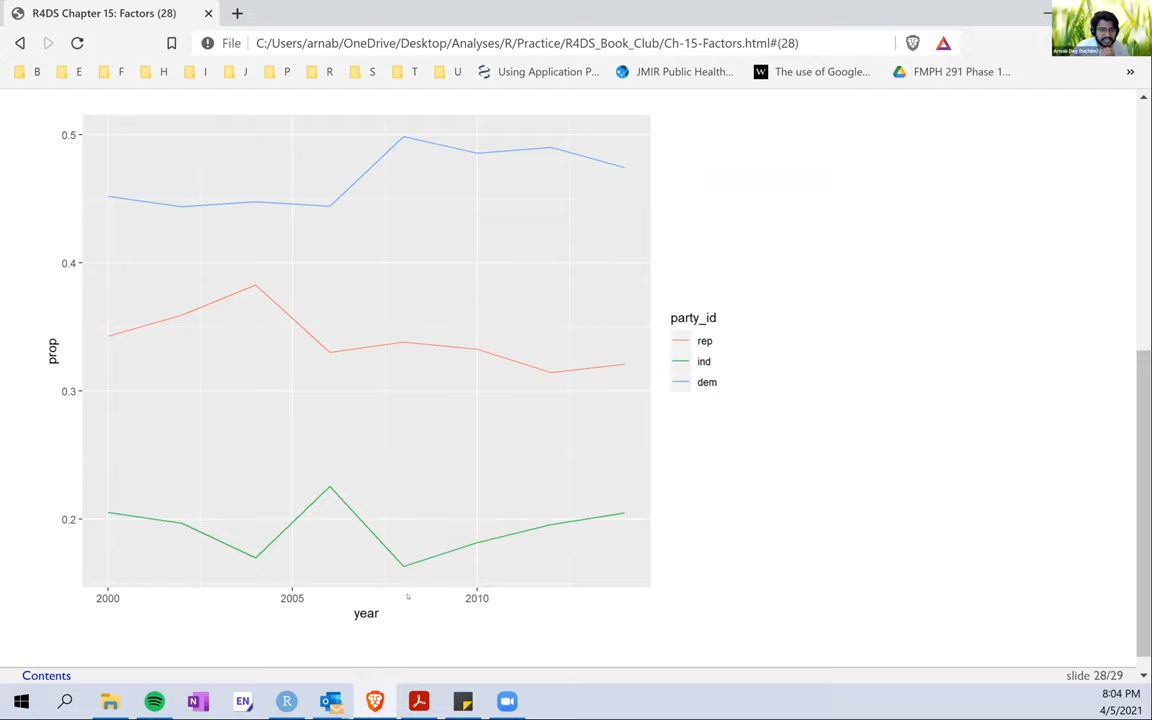 R4DS Chapter 15: Factors (28)
File C:/Users/arnab/OneDrive/Desktop/Analyses/R/Practice/R4DS_Book_Club/Ch-15-Factors.html#(28)
B E F H I J P R S T U Using Application P... JMIR Public Health... W The use of Google... FMPH 291 Phase 1... »
0.5
0.4
0.3
0.2
prop
2000 2005 2010
year
party_id
rep
ind
dem
Contents
slide 28/29
N EN R
8:04 PM
4/5/2021